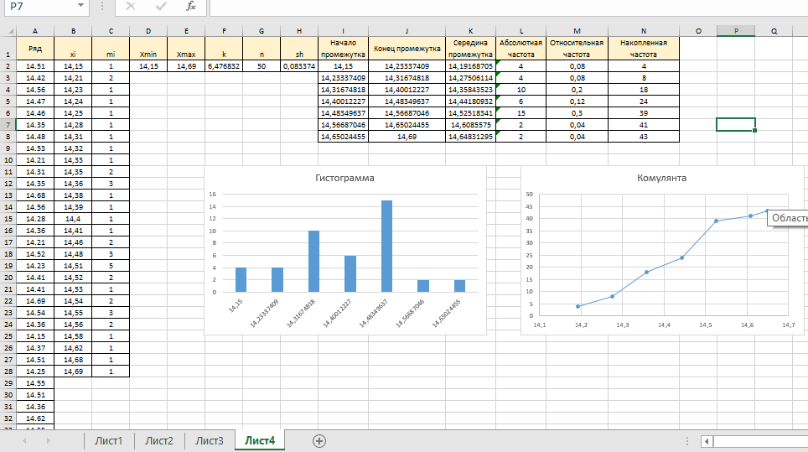 P7 fx
A B C D E F G H I J K L M N O P Q
1 Ряд xi mi Xmin Xmax k n sh Начало промежутка Конец промежутка Середина промежутка Абсолютная частота Относительная частота Накопленная частота
2 14.51 14,15 1 14,15 14,69 6,476832 50 0,083374 14,15 14,23337409 14,19168705 4 0,08 4
3 14.42 14,21 2 14,23337409 14,31674818 14,27506114 4 0,08 8
4 14.56 14,23 1 14,31674818 14,40012227 14,35843523 10 0,2 18
5 14.47 14,24 1 14,40012227 14,48349637 14,44180932 6 0,12 24
6 14.46 14,25 1 14,48349637 14,56687046 14,52518341 15 0,3 39
7 14.35 14,28 1 14,56687046 14,65024455 14,6085575 2 0,04 41
8 14.48 14,31 1 14,65024455 14,69 14,64831295 2 0,04 43
9 14.53 14,32 1
10 14.21 14,33 1
11 14.31 14,35 2
12 14.35 14,36 3
13 14.68 14,38 1
14 14.56 14,39 1
15 14.28 14,4 1
16 14.36 14,41 1
17 14.21 14,46 2
18 14.52 14,48 3
19 14.23 14,51 5
20 14.41 14,52 2
21 14.41 14,53 1
22 14.69 14,54 2
23 14.54 14,55 3
24 14.36 14,56 2
25 14.15 14,58 1
26 14.37 14,62 1
27 14.51 14,68 1
28 14.25 14,69 1
29 14.55
30 14.51
31 14.36
32 14.62
Гистограмма
16
14
12
10
8
6
4
2
0
14,15 14,23337409 14,31674818 14,40012227 14,48349637 14,56687046 14,65024455
Комулянта
50
45
40
35
30
25
20
15
10
5
0
14,1 14,2 14,3 14,4 14,5 14,6 14,7
Область
Лист1 Лист2 Лист3 Лист4